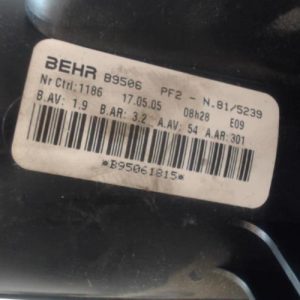 BEHR B9506 PF2 - N.81/5239
Nr Ctrl:1186 17.05.05 08h28 E09
B.AV: 1.9 B.AR: 3.2 A.AV: 54 A.AR:301
*B95061815*